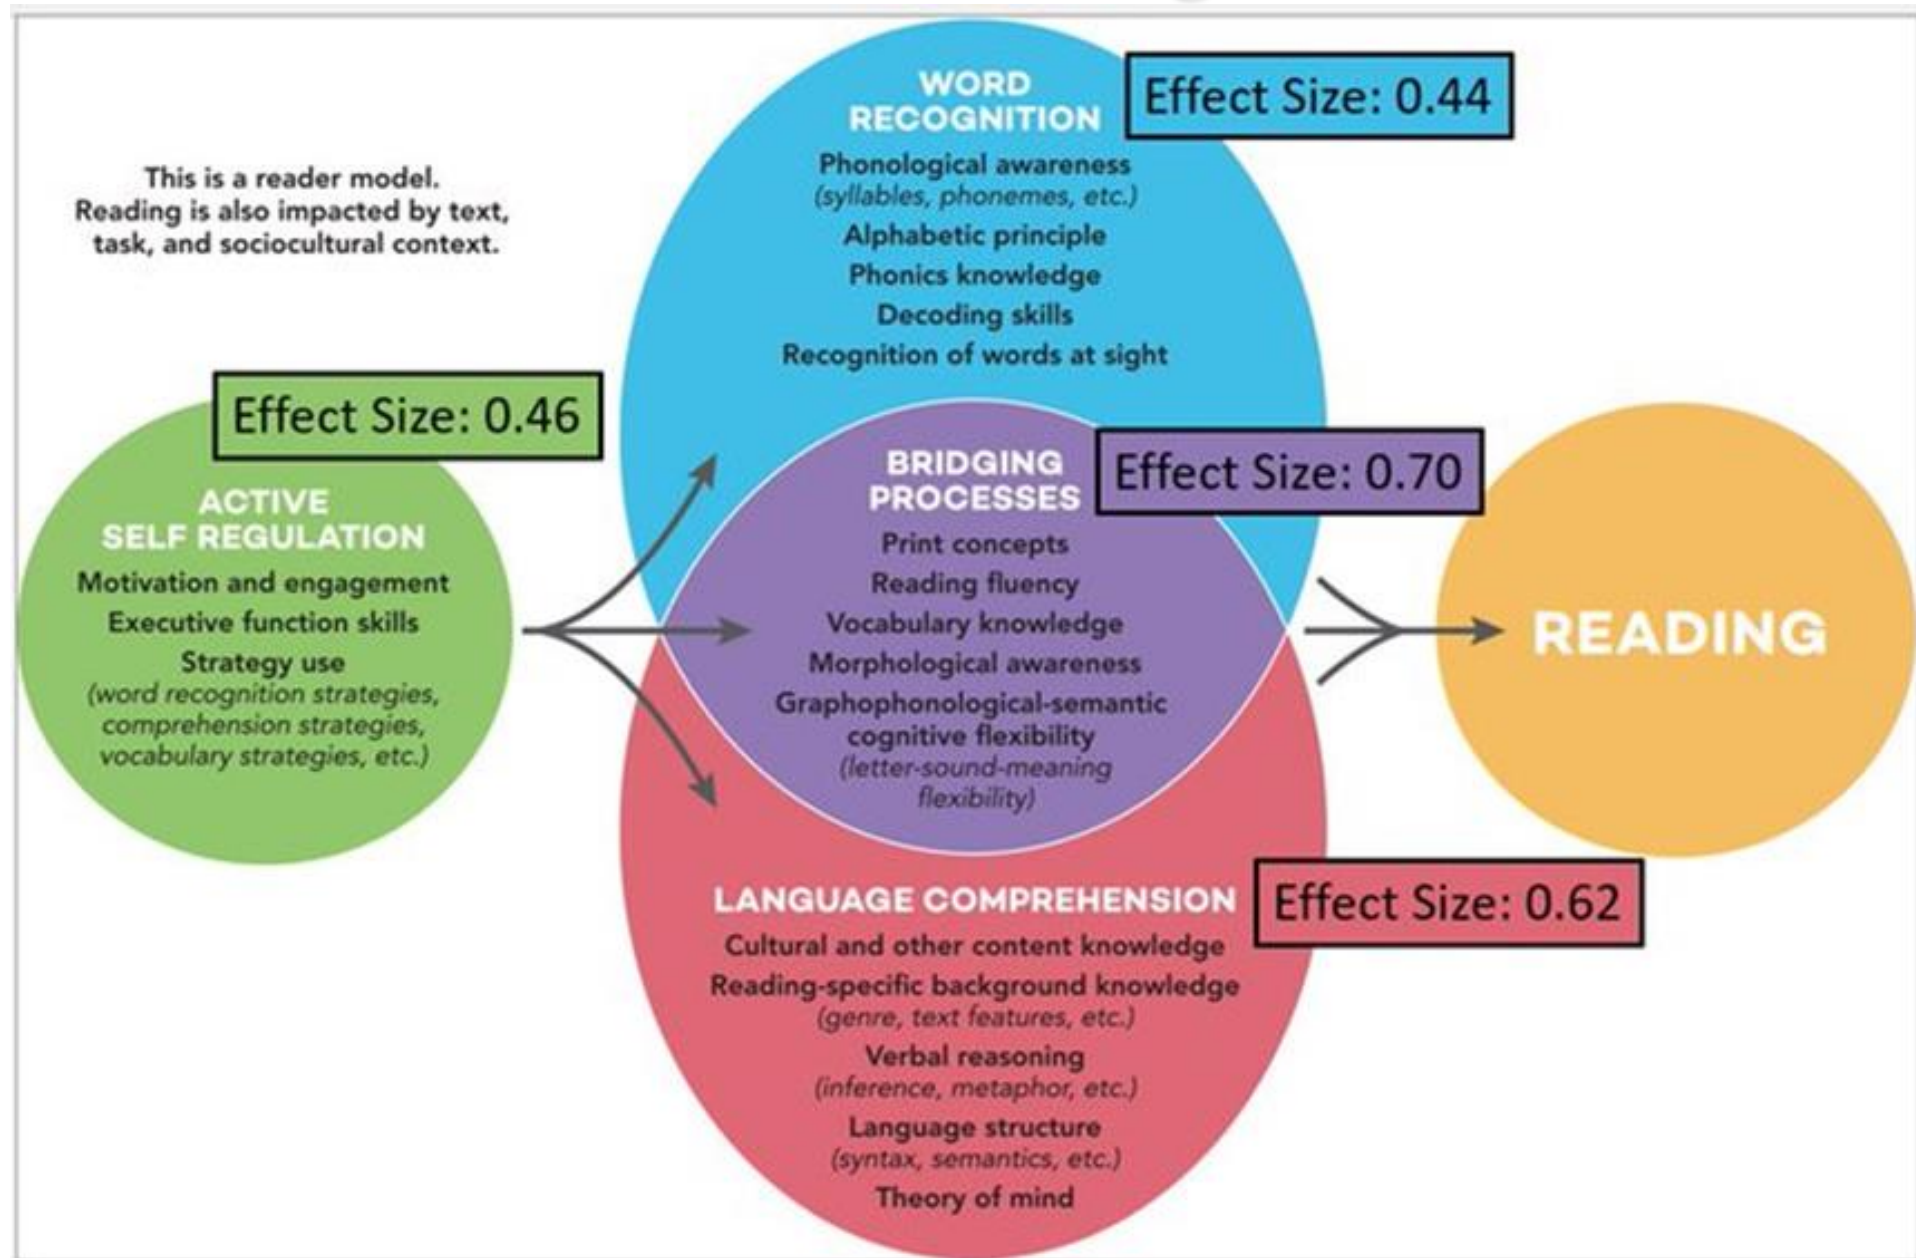 This is a reader model.
Reading is also impacted by text,
task, and sociocultural context.
Effect Size: 0.46
ACTIVE
SELF REGULATION
Motivation and engagement
Executive function skills
Strategy use
(word recognition strategies,
comprehension strategies,
vocabulary strategies, etc.)
WORD
RECOGNITION
Effect Size: 0.44
Phonological awareness
(syllables, phonemes, etc.)
Alphabetic principle
Phonics knowledge
Decoding skills
Recognition of words at sight
BRIDGING
PROCESSES
Effect Size: 0.70
Print concepts
Reading fluency
Vocabulary knowledge
Morphological awareness
Graphophonological-semantic
cognitive flexibility
(letter-sound-meaning
flexibility)
LANGUAGE COMPREHENSION
Effect Size: 0.62
Cultural and other content knowledge
Reading-specific background knowledge
(genre, text features, etc.)
Verbal reasoning
(inference, metaphor, etc.)
Language structure
(syntax, semantics, etc.)
Theory of mind
READING